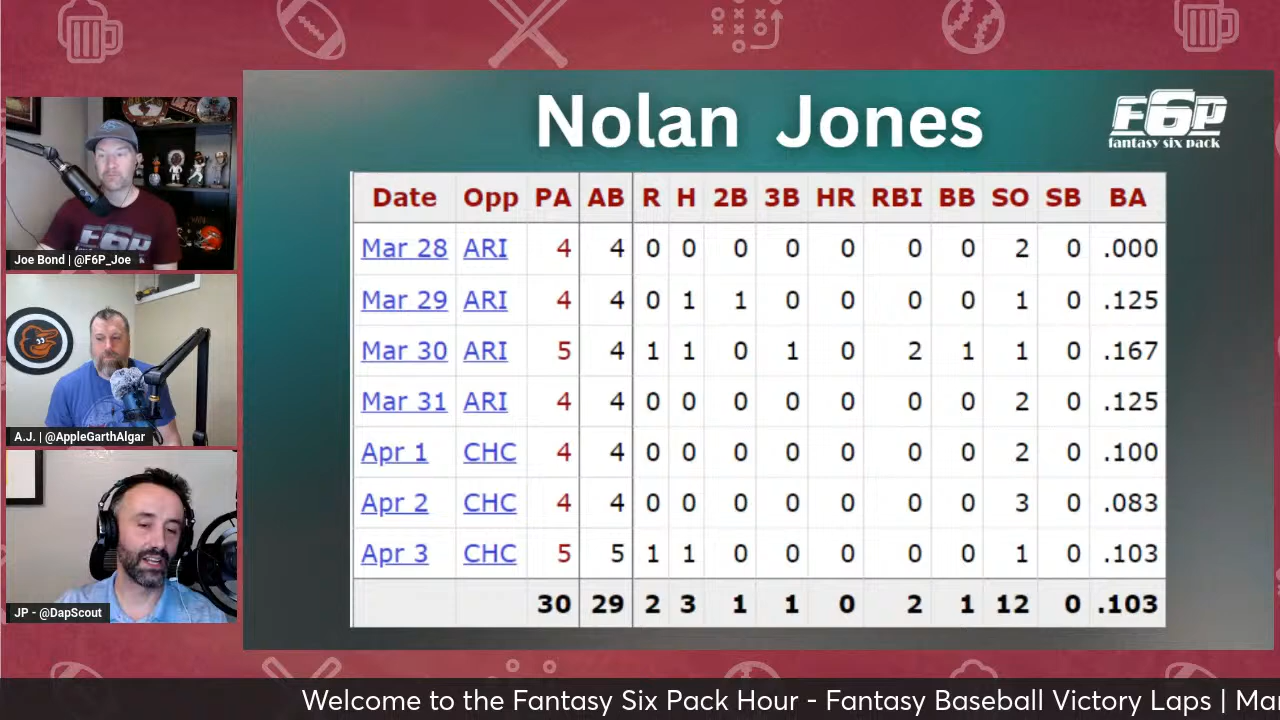 Nolan Jones
F6P
fantasy six pack
Date Opp PA AB R H 2B 3B HR RBI BB SO SB BA
Mar 28 ARI 4 4 0 0 0 0 0 0 0 2 0 .000
Mar 29 ARI 4 4 0 1 1 0 0 0 0 1 0 .125
Mar 30 ARI 5 4 1 1 0 1 0 2 1 1 0 .167
Mar 31 ARI 4 4 0 0 0 0 0 0 0 2 0 .125
Apr 1 CHC 4 4 0 0 0 0 0 0 0 2 0 .100
Apr 2 CHC 4 4 0 0 0 0 0 0 0 3 0 .083
Apr 3 CHC 5 5 1 1 0 0 0 0 0 1 0 .103
30 29 2 3 1 1 0 2 1 12 0 .103
F6P
Joe Bond | @F6P_Joe
A.J. | @AppleGarthAlgar
JP - @DapScout
Welcome to the Fantasy Six Pack Hour - Fantasy Baseball Victory Laps | Mar